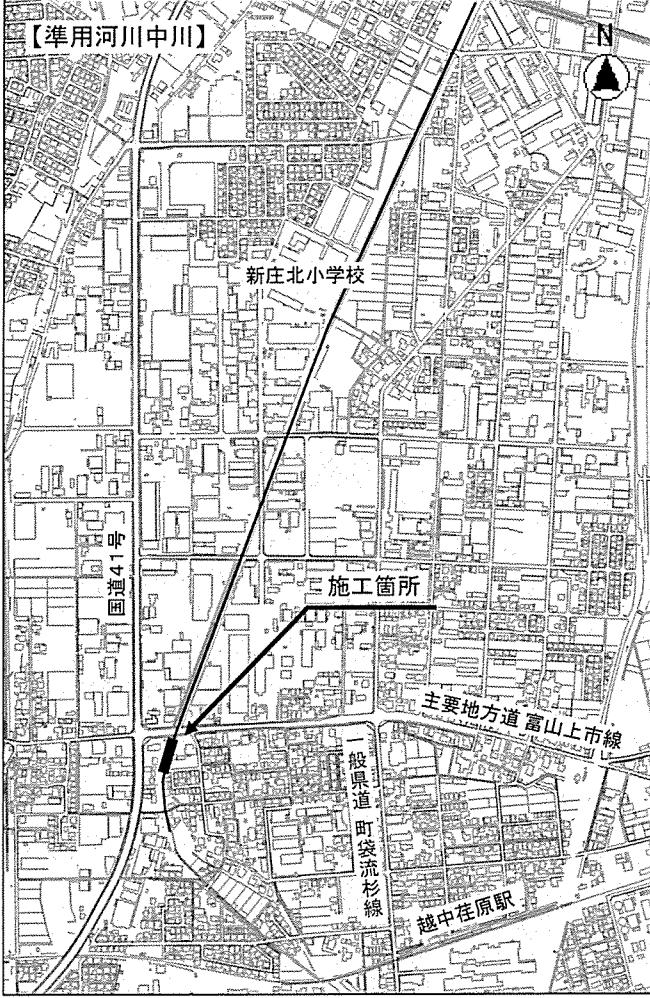 【準用河川中川】
N
新庄北小学校
国道41号
施工箇所
主要地方道 富山上市線
一般県道 町袋流杉線
越中荏原駅